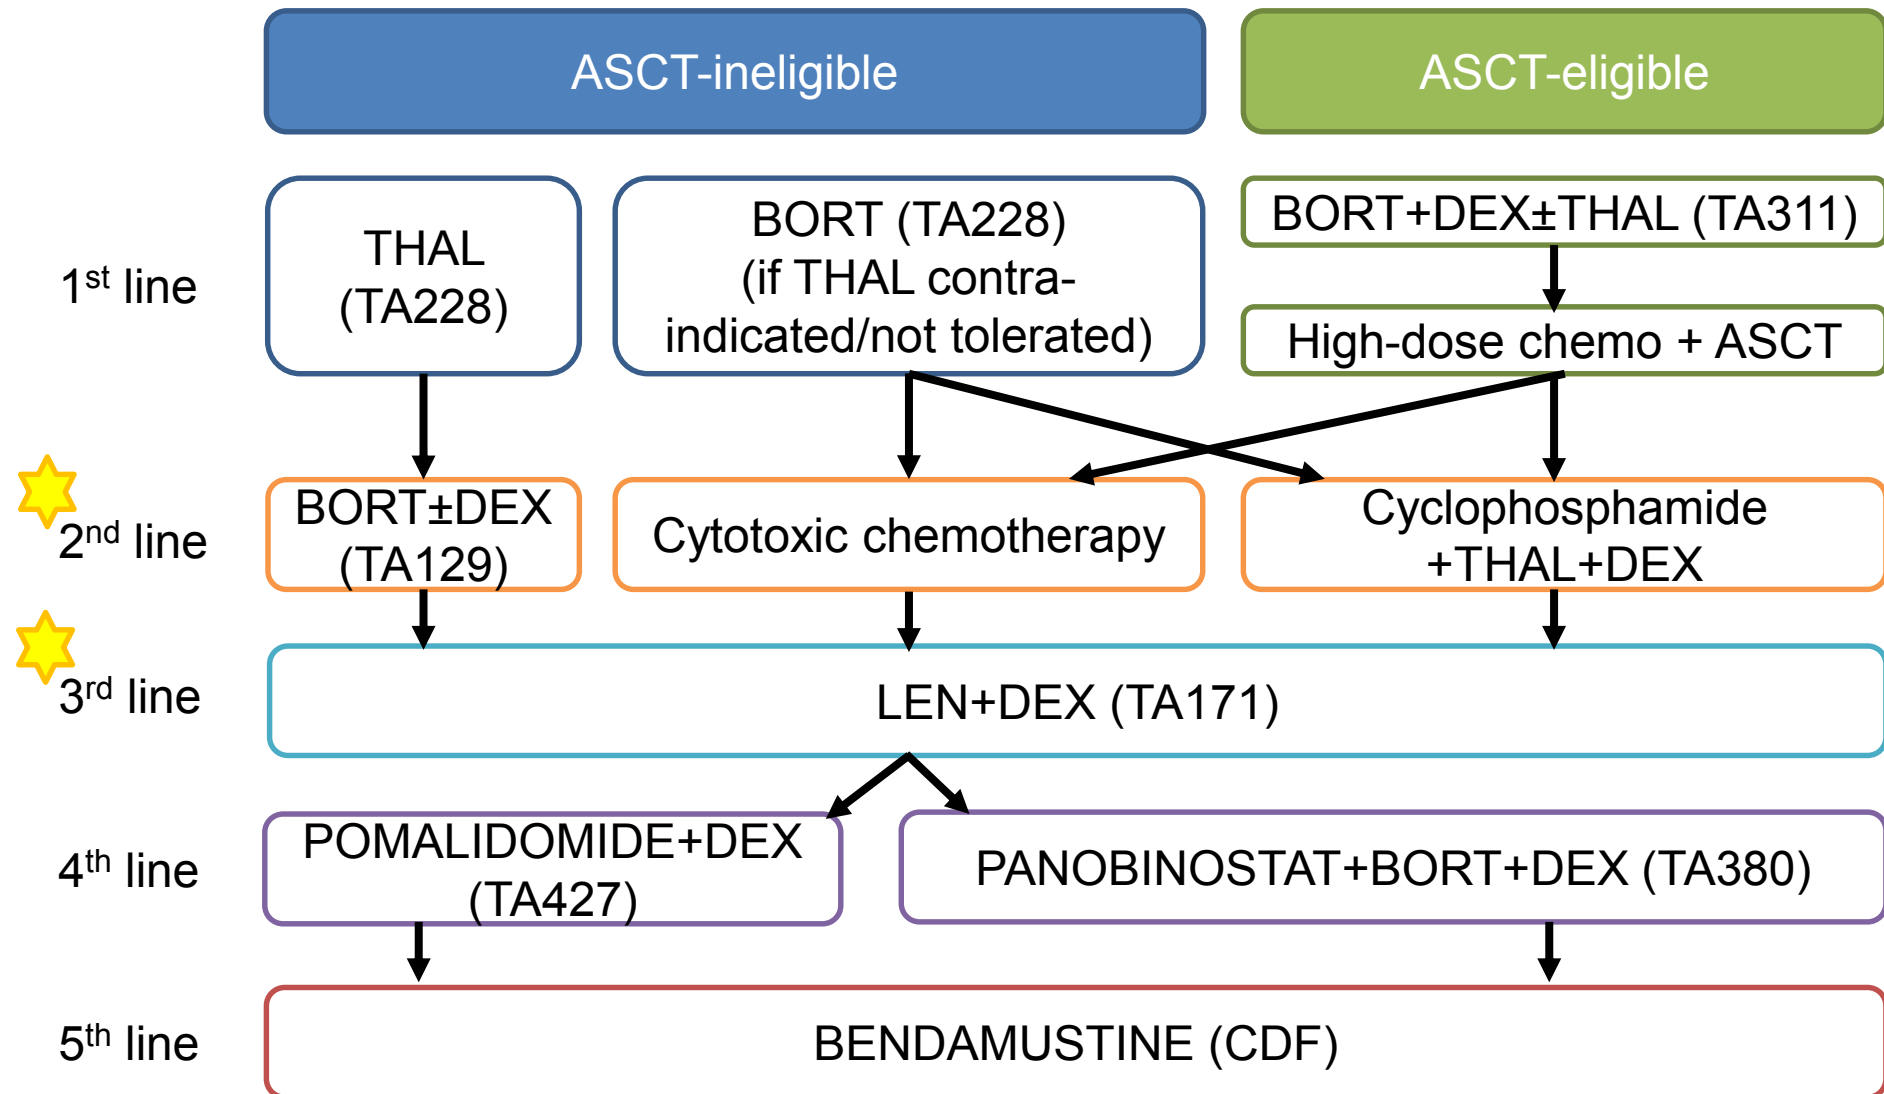 ASCT-ineligible
ASCT-eligible
1st line
THAL
(TA228)
BORT (TA228)
(if THAL contra-
indicated/not tolerated)
BORT+DEX±THAL (TA311)
High-dose chemo + ASCT
2nd line
BORT±DEX
(TA129)
Cytotoxic chemotherapy
Cyclophosphamide
+THAL+DEX
3rd line
LEN+DEX (TA171)
4th line
POMALIDOMIDE+DEX
(TA427)
PANOBINOSTAT+BORT+DEX (TA380)
5th line
BENDAMUSTINE (CDF)